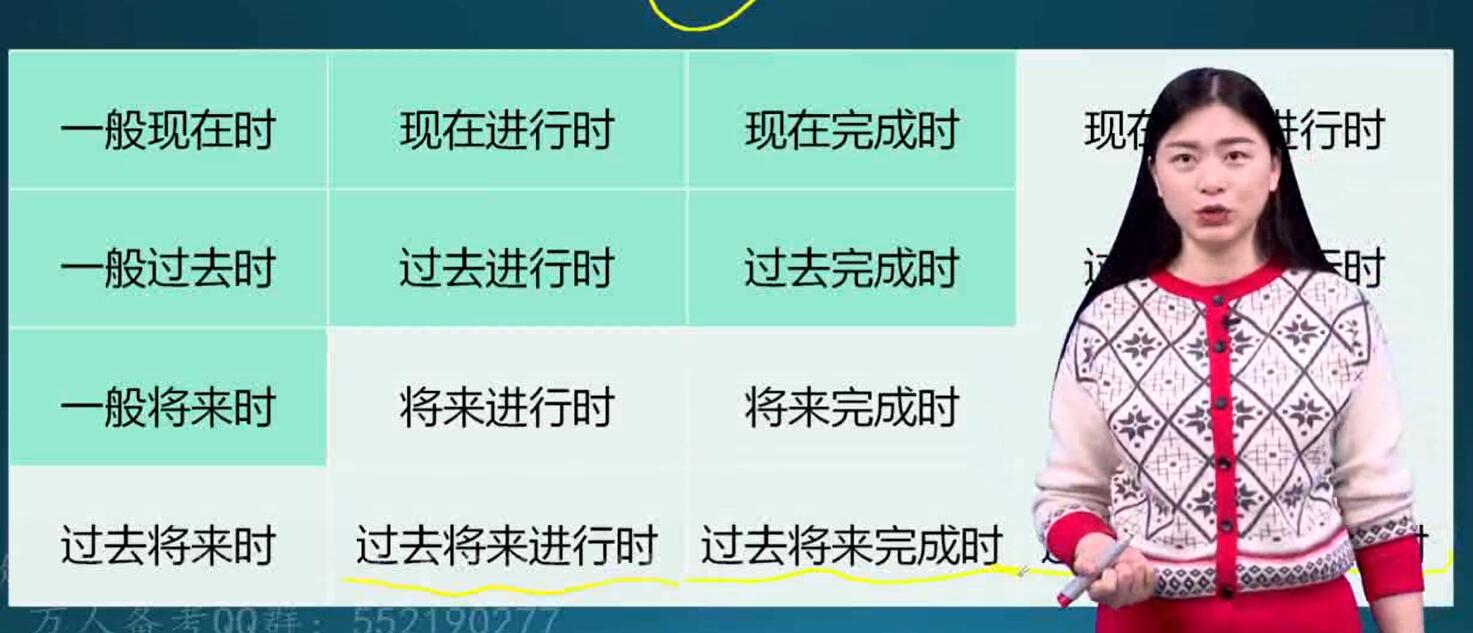 一般现在时 现在进行时 现在完成时 现在 进行时
一般过去时 过去进行时 过去完成时 过 时
一般将来时 将来进行时 将来完成时
过去将来时 过去将来进行时 过去将来完成时
万人备考QQ群：552190277